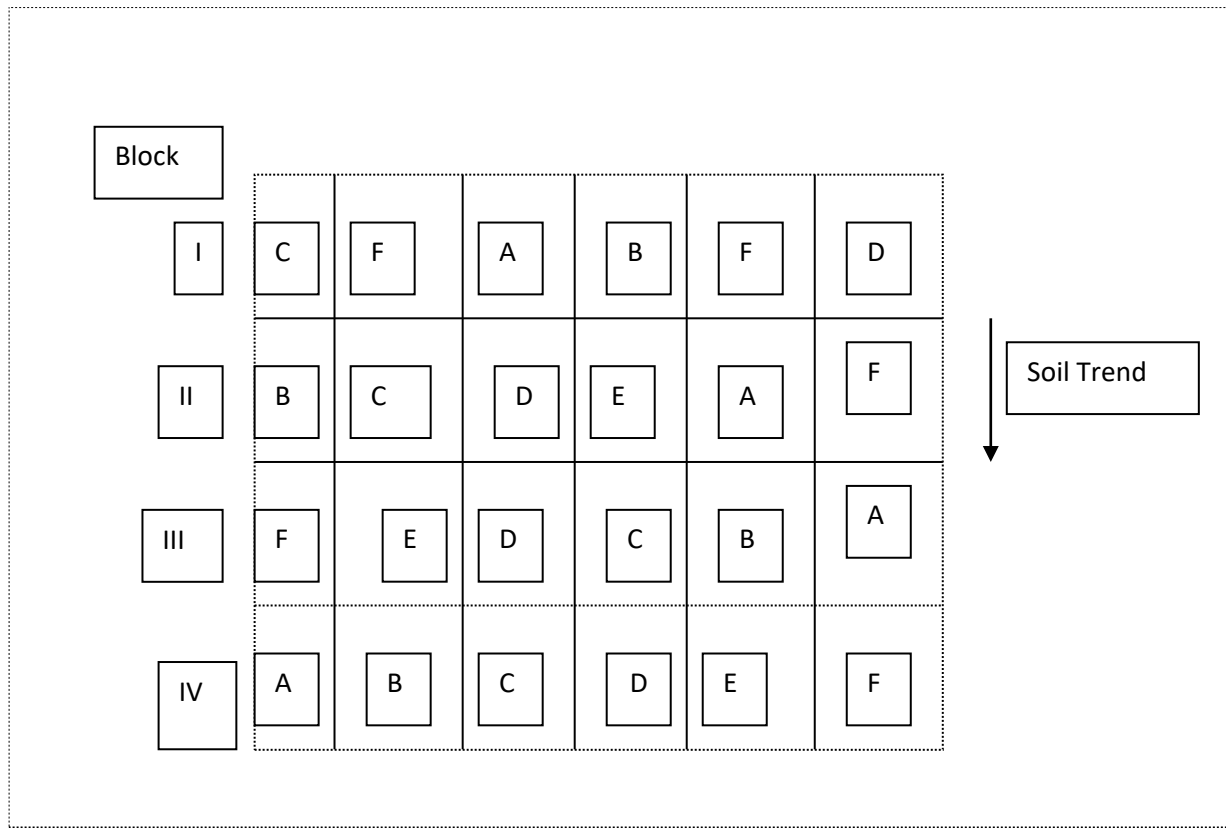 Block
I C F A B F D
II B C D E A F
Soil Trend
III F E D C B A
IV A B C D E F